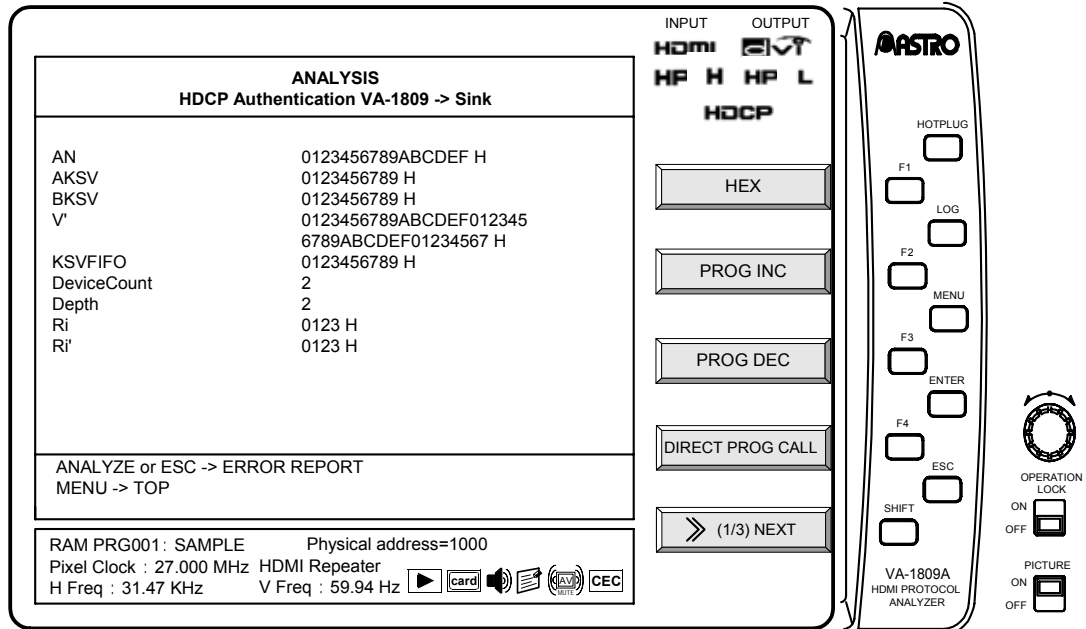 ANALYSIS
HDCP Authentication VA-1809 -> Sink
AN 0123456789ABCDEF H
AKSV 0123456789 H
BKSV 0123456789 H
V' 0123456789ABCDEF012345
6789ABCDEF01234567 H
KSVFIFO 0123456789 H
DeviceCount 2
Depth 2
Ri 0123 H
Ri' 0123 H
ANALYZE or ESC -> ERROR REPORT
MENU -> TOP
RAM PRG001: SAMPLE Physical address=1000
Pixel Clock : 27.000 MHz HDMI Repeater
H Freq : 31.47 KHz V Freq : 59.94 Hz
card
AV
MUTE
CEC
INPUT OUTPUT
HDMI DVI
HP H HP L
HDCP
HEX
PROG INC
PROG DEC
DIRECT PROG CALL
(1/3) NEXT
ASTRO
HOTPLUG
F1
LOG
F2
MENU
F3
ENTER
F4
ESC
SHIFT
VA-1809A
HDMI PROTOCOL
ANALYZER
OPERATION
LOCK
ON
OFF
PICTURE
ON
OFF